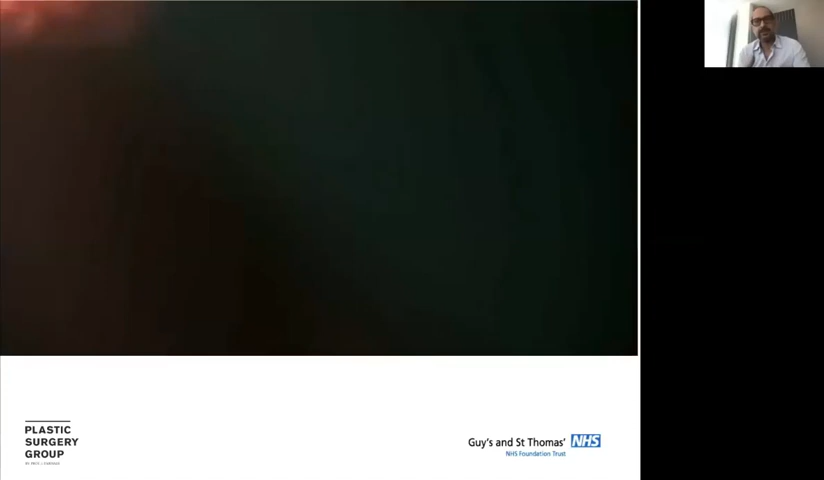 PLASTIC
SURGERY
GROUP
Guy's and St Thomas' NHS
NHS Foundation Trust